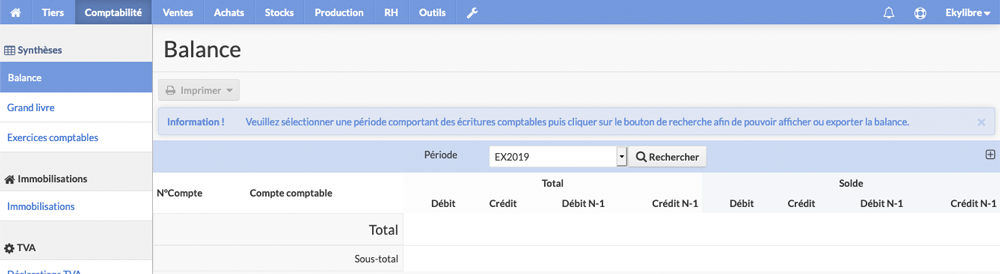 Tiers Comptabilité Ventes Achats Stocks Production RH Outils Ekylibre
Synthèses
Balance
Grand livre
Exercices comptables
Immobilisations
Immobilisations
TVA
Déclarations TVA
Balance
Imprimer
Information ! Veuillez sélectionner une période comportant des écritures comptables puis cliquer sur le bouton de recherche afin de pouvoir afficher ou exporter la balance. ×
Période EX2019 Rechercher
N°Compte Compte comptable Total Solde
Débit Crédit Débit N-1 Crédit N-1 Débit Crédit Débit N-1 Crédit N-1
Total
Sous-total